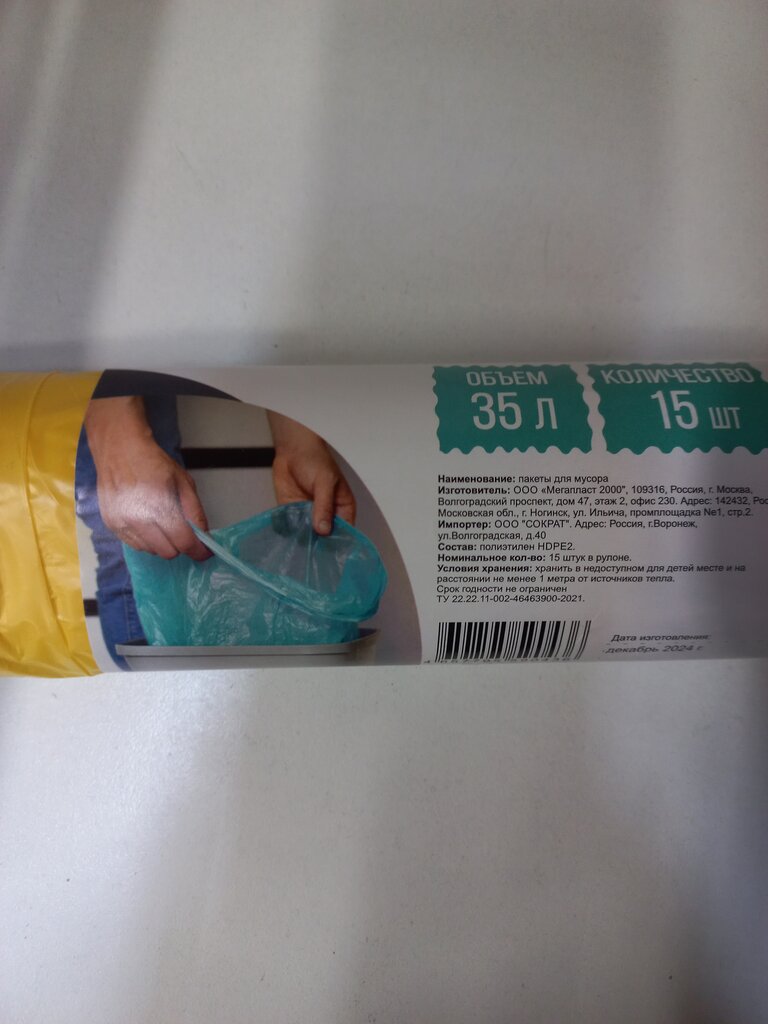 ОБЪЕМ
35 Л
КОЛИЧЕСТВО
15 ШТ
Наименование: пакеты для мусора
Изготовитель: ООО «Мегапласт 2000", 109316, Россия, г. Москва,
Волгоградский проспект, дом 47, этаж 2, офис 230. Адрес: 142432, Рос
Московская обл., г. Ногинск, ул. Ильича, промплощадка №1, стр.2.
Импортер: ООО "СОКРАТ". Адрес: Россия, г.Воронеж,
ул.Волгоградская, д.40
Состав: полиэтилен HDPE2.
Номинальное кол-во: 15 штук в рулоне.
Условия хранения: хранить в недоступном для детей месте и на
расстоянии не менее 1 метра от источников тепла.
Срок годности не ограничен
ТУ 22.22.11-002-46463900-2021.
Дата изготовления:
декабрь 2024 г.